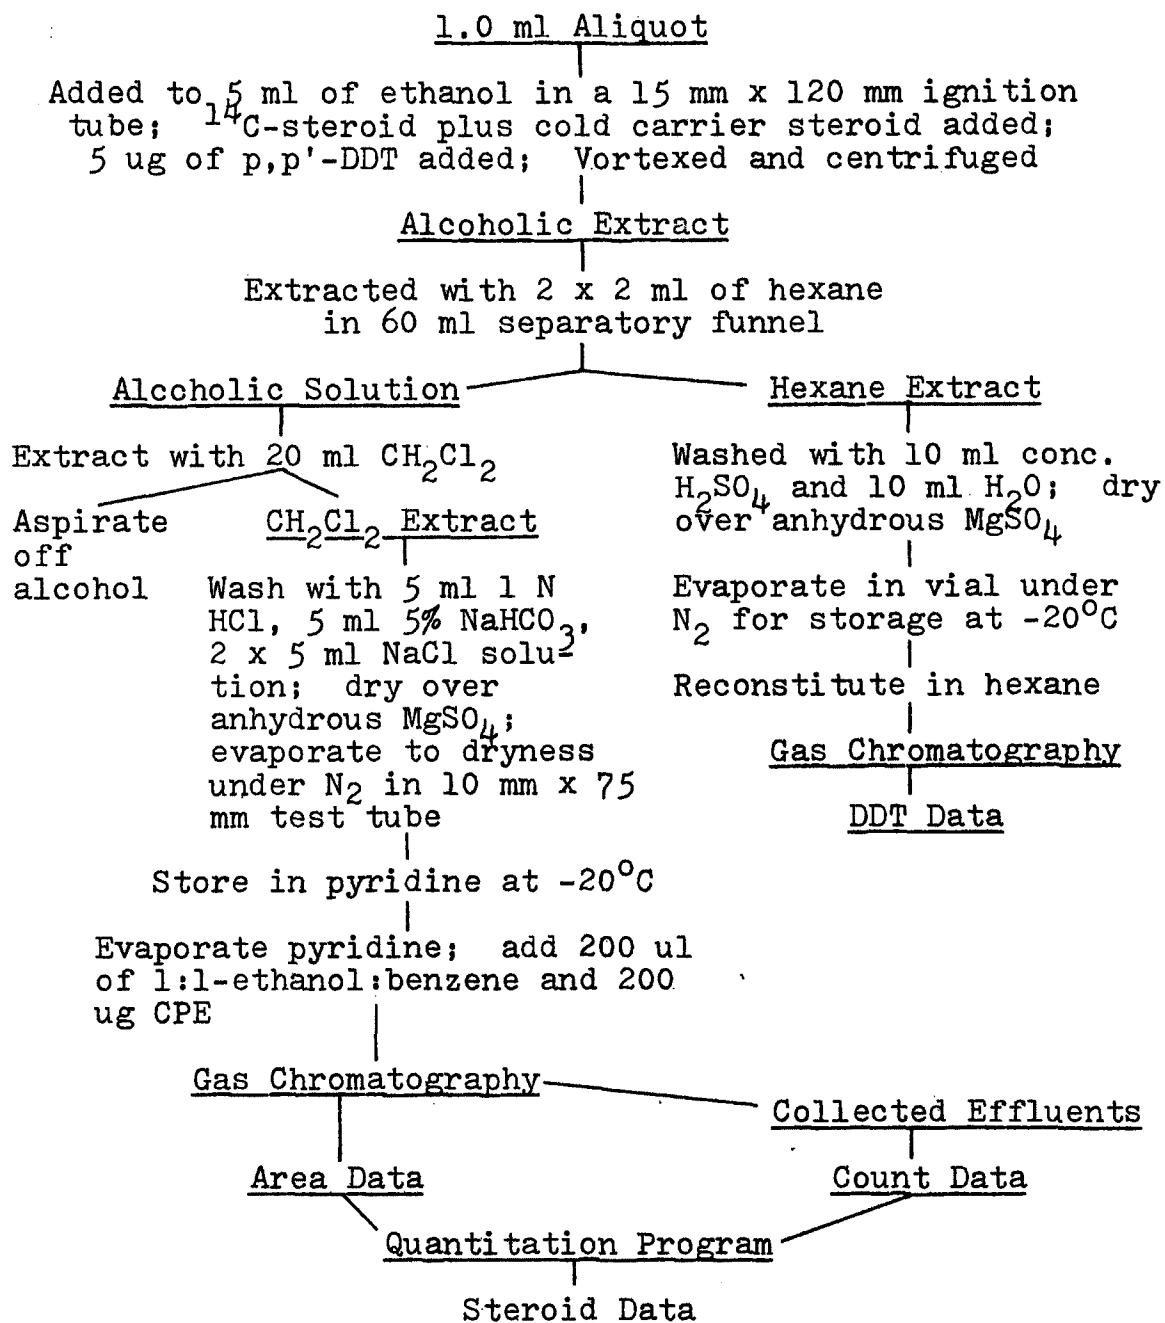 1.0 ml Aliquot
Added to 5 ml of ethanol in a 15 mm x 120 mm ignition
tube; ¹⁴C-steroid plus cold carrier steroid added;
5 ug of p,p'-DDT added; Vortexed and centrifuged
Alcoholic Extract
Extracted with 2 x 2 ml of hexane
in 60 ml separatory funnel
Alcoholic Solution
Extract with 20 ml CH₂Cl₂
Aspirate
off
alcohol
CH₂Cl₂ Extract
Wash with 5 ml 1 N
HCl, 5 ml 5% NaHCO₃,
2 x 5 ml NaCl solu-
tion; dry over
anhydrous MgSO₄;
evaporate to dryness
under N₂ in 10 mm x 75
mm test tube
Store in pyridine at -20°C
Evaporate pyridine; add 200 ul
of 1:1-ethanol:benzene and 200
ug CPE
Hexane Extract
Washed with 10 ml conc.
H₂SO₄ and 10 ml H₂O; dry
over anhydrous MgSO₄
Evaporate in vial under
N₂ for storage at -20°C
Reconstitute in hexane
Gas Chromatography
DDT Data
Gas Chromatography
Collected Effluents
Area Data
Count Data
Quantitation Program
Steroid Data